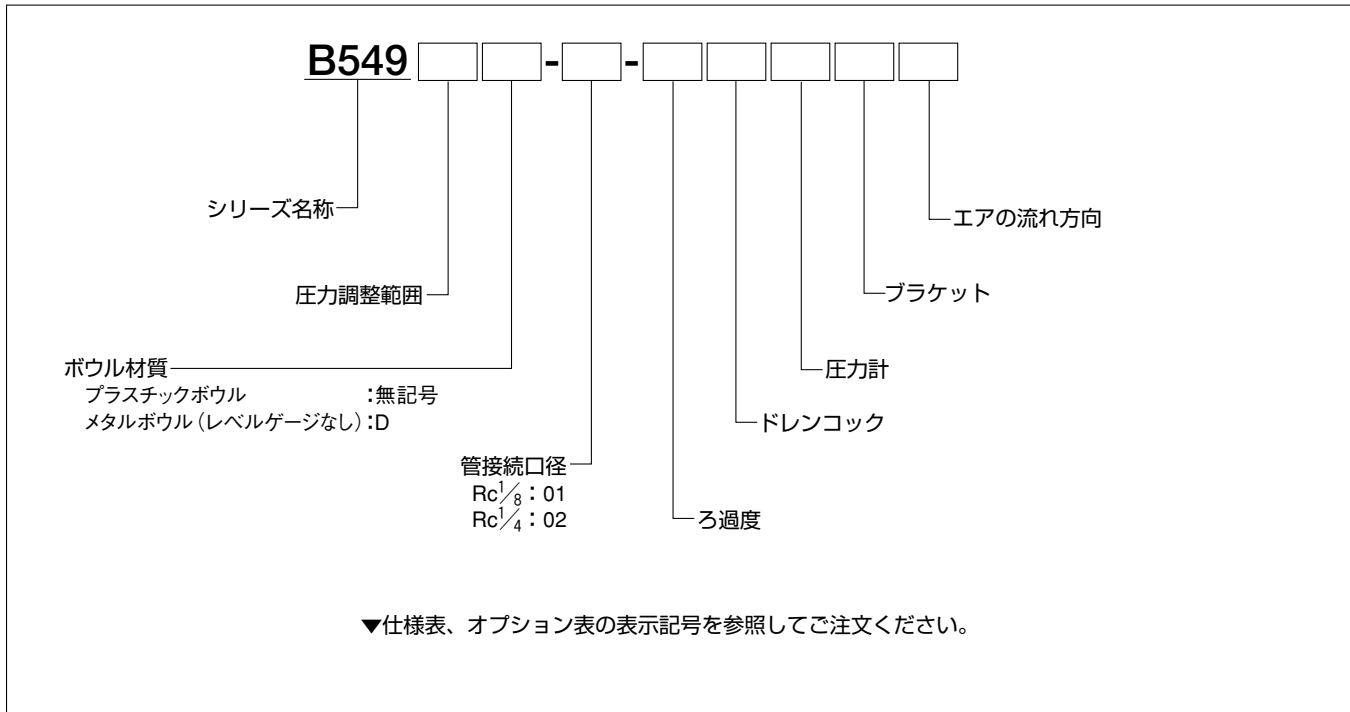 B549 - -
シリーズ名称
エアの流れ方向
圧力調整範囲
ブラケット
ボウル材質
圧力計
プラスチックボウル :無記号
メタルボウル(レベルゲージなし):D
ドレンコック
管接続口径
Rc1/8:01
Rc1/4:02
ろ過度
▼仕様表、オプション表の表示記号を参照してご注文ください。